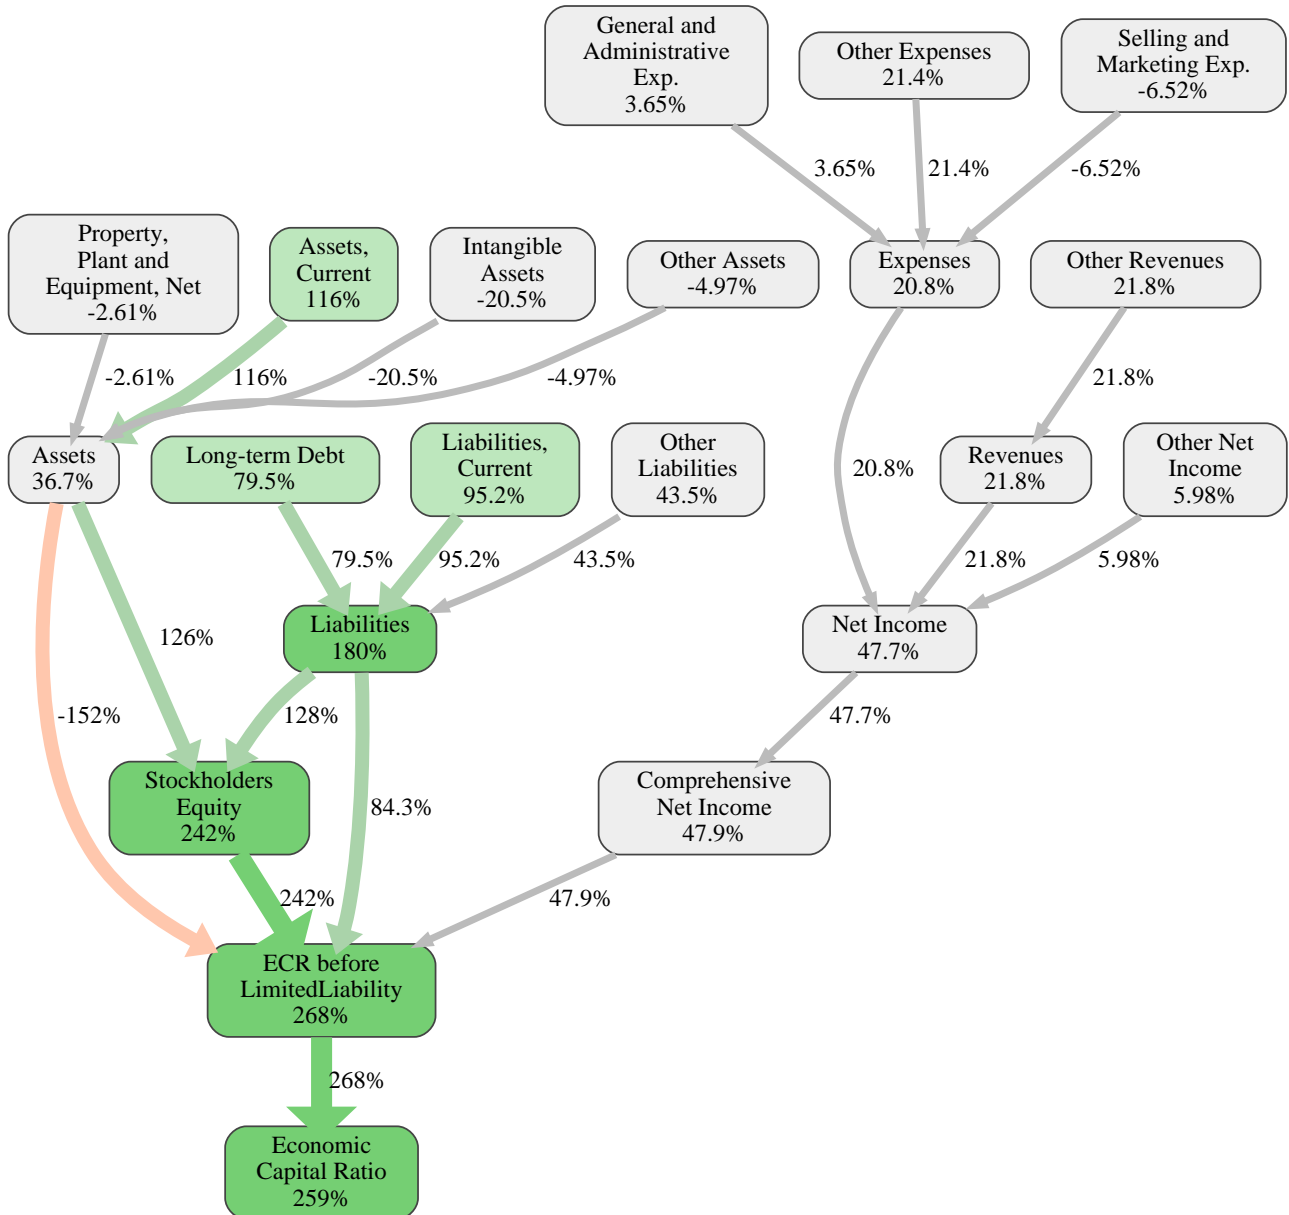 General and
Administrative
Exp.
3.65%
Other Expenses
21.4%
Selling and
Marketing Exp.
-6.52%
3.65%
21.4%
-6.52%
Property,
Plant and
Equipment, Net
-2.61%
Assets,
Current
116%
Intangible
Assets
-20.5%
Other Assets
-4.97%
Expenses
20.8%
Other Revenues
21.8%
-2.61%
116%
-20.5%
-4.97%
21.8%
Assets
36.7%
Long-term Debt
79.5%
Liabilities,
Current
95.2%
Other
Liabilities
43.5%
20.8%
Revenues
21.8%
Other Net
Income
5.98%
79.5%
95.2%
43.5%
21.8%
5.98%
126%
Liabilities
180%
Net Income
47.7%
-152%
128%
47.7%
Stockholders
Equity
242%
84.3%
Comprehensive
Net Income
47.9%
242%
47.9%
ECR before
LimitedLiability
268%
268%
Economic
Capital Ratio
259%